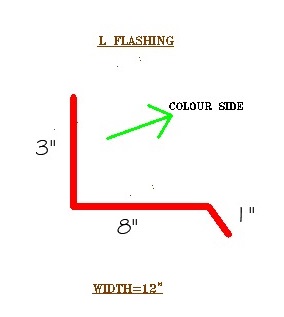 L FLASHING
COLOUR SIDE
3"
8"
1"
WIDTH=12"